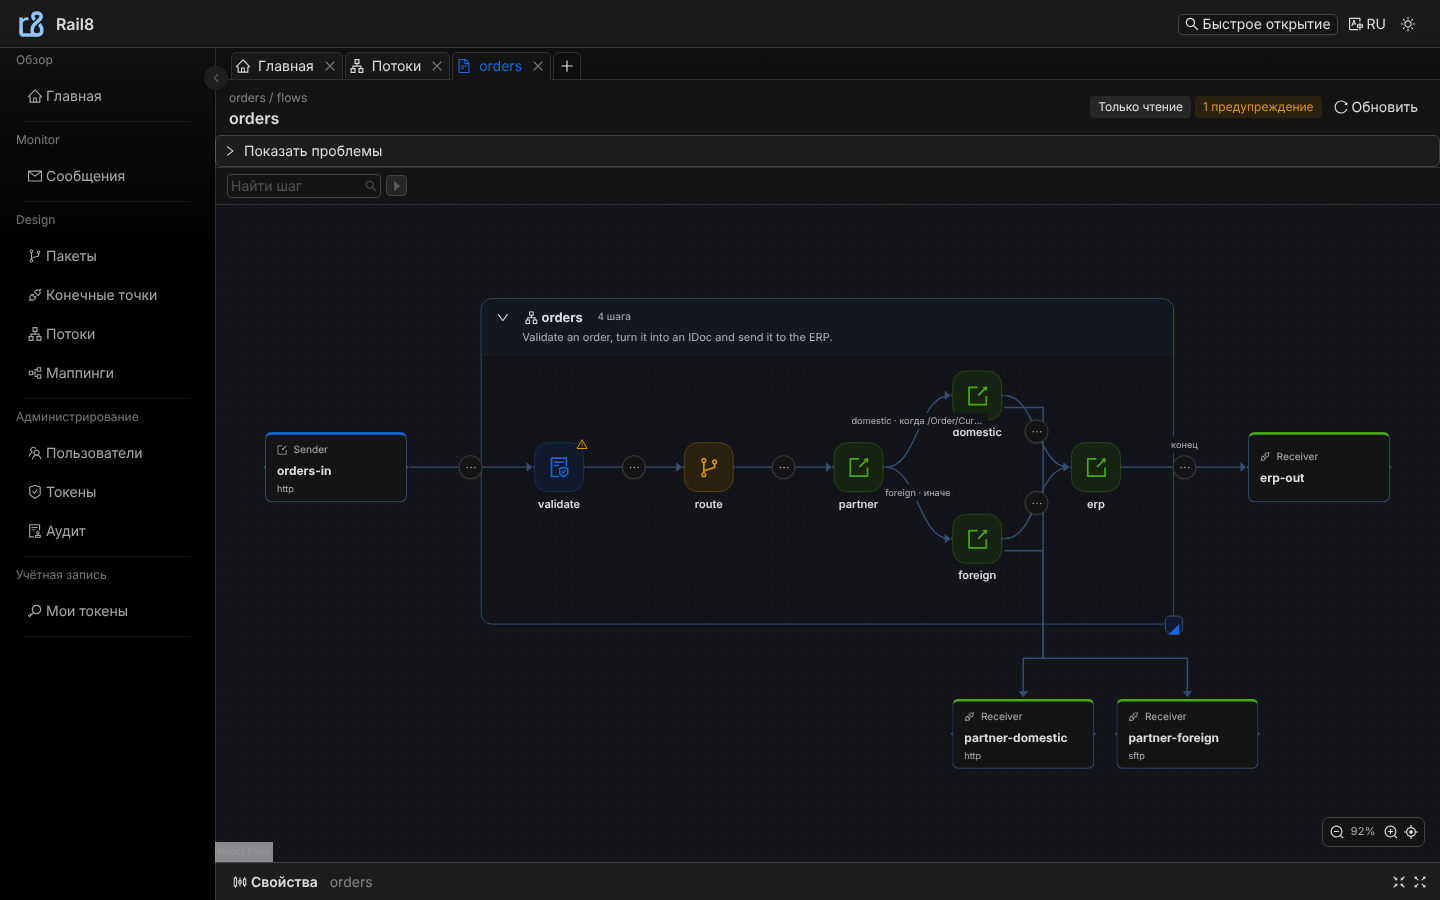 Rail8
Быстрое открытие
RU
Обзор
Главная
Monitor
Сообщения
Design
Пакеты
Конечные точки
Потоки
Маппинги
Администрирование
Пользователи
Токены
Аудит
Учётная запись
Мои токены
Главная
Потоки
orders
orders / flows
orders
Только чтение
1 предупреждение
Обновить
Показать проблемы
Найти шаг
orders 4 шага
Validate an order, turn it into an IDoc and send it to the ERP.
Sender
orders-in
http
validate
route
partner
domestic · когда /Order/Cur...
domestic
foreign · иначе
foreign
erp
конец
Receiver
erp-out
Receiver
partner-domestic
http
Receiver
partner-foreign
sftp
92%
React Flow
Свойства orders